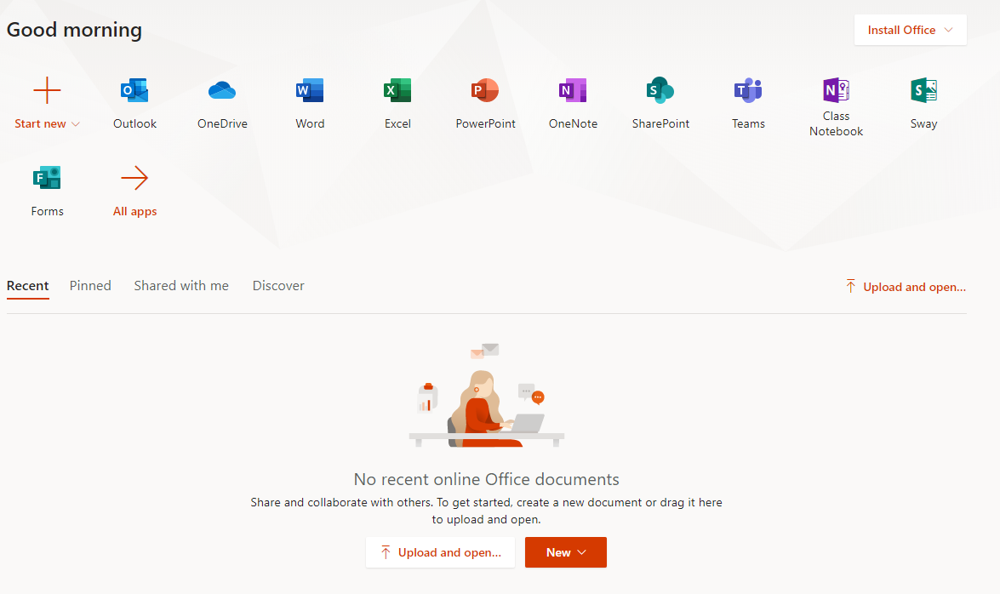 Good morning
Install Office
Start new
Outlook
OneDrive
Word
Excel
PowerPoint
OneNote
SharePoint
Teams
Class
Notebook
Sway
Forms
All apps
Recent
Pinned
Shared with me
Discover
Upload and open...
No recent online Office documents
Share and collaborate with others. To get started, create a new document or drag it here
to upload and open.
Upload and open...
New